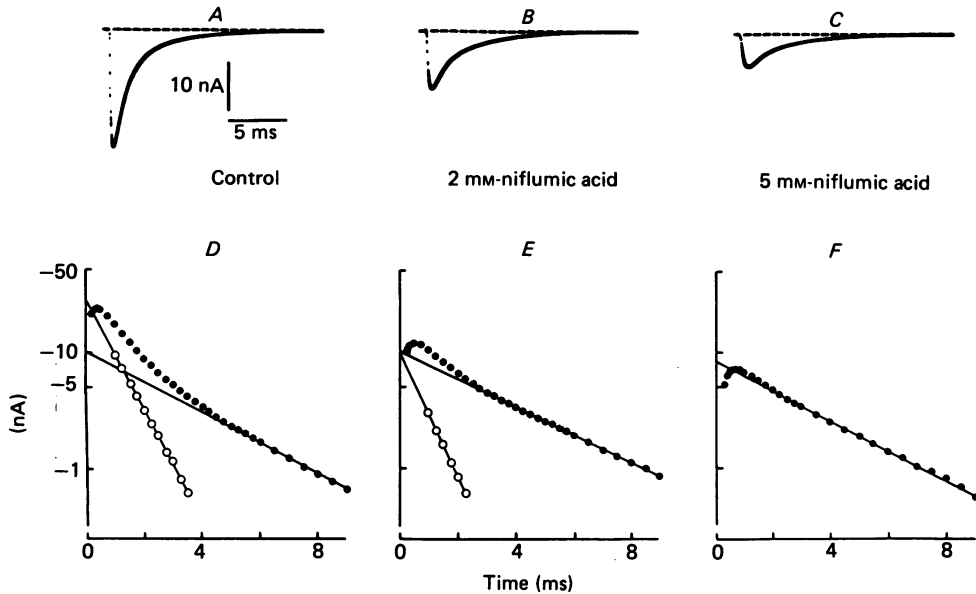 A B C
10 nA
5 ms
Control 2 mM-niflumic acid 5 mM-niflumic acid
D E F
−50
−10
−5
(nA)
−1
0 4 8 0 4 8 0 4 8
Time (ms)